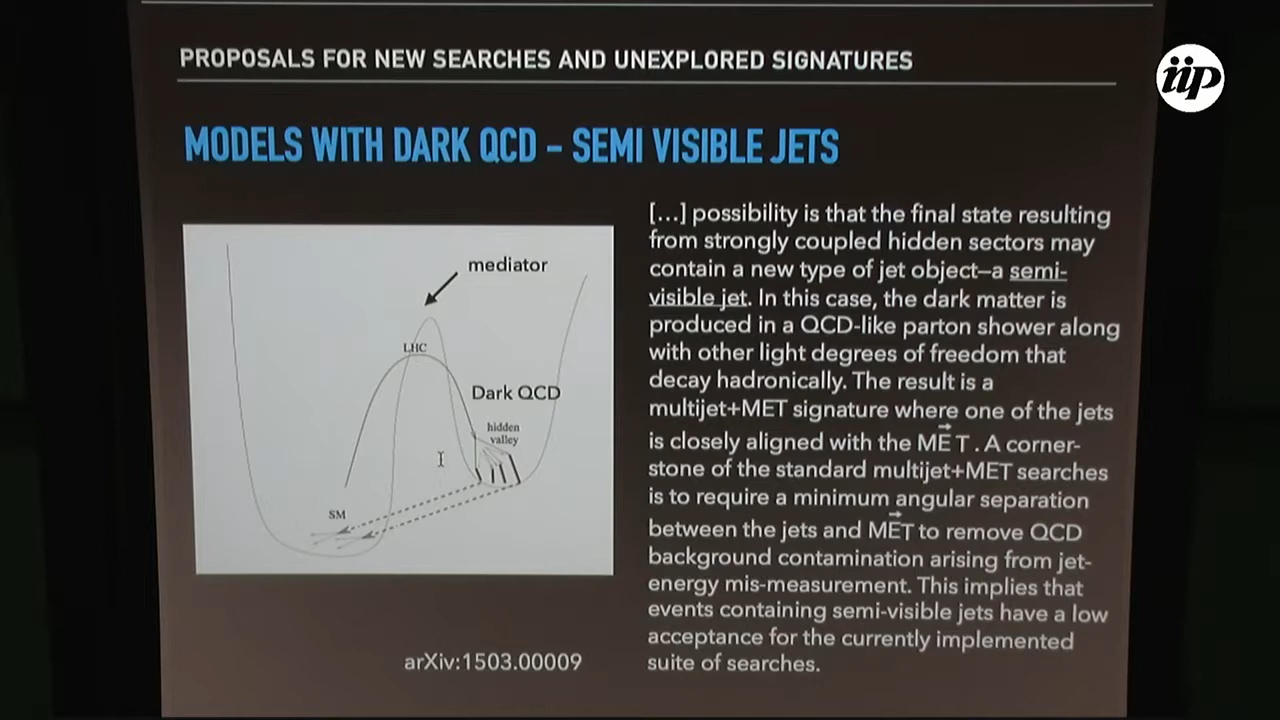 PROPOSALS FOR NEW SEARCHES AND UNEXPLORED SIGNATURES
iip
MODELS WITH DARK QCD – SEMI VISIBLE JETS
mediator
LHC
Dark QCD
hidden
valley
SM
arXiv:1503.00009
[...] possibility is that the final state resulting
from strongly coupled hidden sectors may
contain a new type of jet object—a semi-
visible jet. In this case, the dark matter is
produced in a QCD-like parton shower along
with other light degrees of freedom that
decay hadronically. The result is a
multijet+MET signature where one of the jets
is closely aligned with the ME⃗T. A corner-
stone of the standard multijet+MET searches
is to require a minimum angular separation
between the jets and ME⃗T to remove QCD
background contamination arising from jet-
energy mis-measurement. This implies that
events containing semi-visible jets have a low
acceptance for the currently implemented
suite of searches.